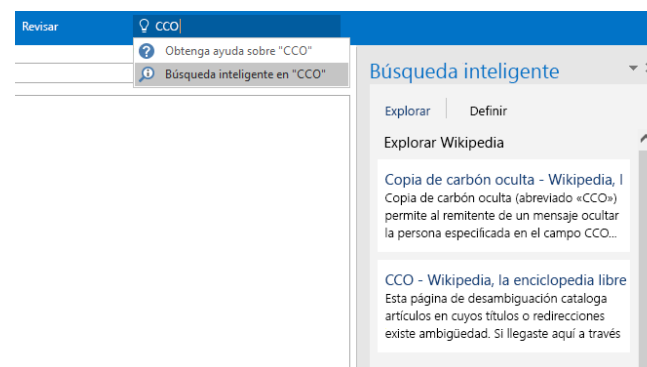 Revisar
CCO
Obtenga ayuda sobre "CCO"
Búsqueda inteligente en "CCO"
Búsqueda inteligente
Explorar
Definir
Explorar Wikipedia
Copia de carbón oculta - Wikipedia, l
Copia de carbón oculta (abreviado «CCO»)
permite al remitente de un mensaje ocultar
la persona especificada en el campo CCO...
CCO - Wikipedia, la enciclopedia libre
Esta página de desambiguación cataloga
artículos en cuyos títulos o redirecciones
existe ambigüedad. Si llegaste aquí a través